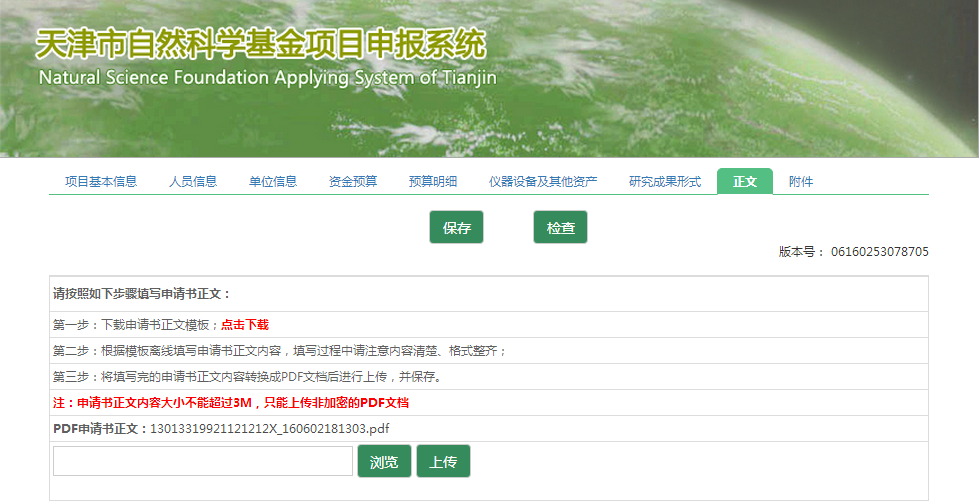 天津市自然科学基金项目申报系统
Natural Science Foundation Applying System of Tianjin
项目基本信息 人员信息 单位信息 资金预算 预算明细 仪器设备及其他资产 研究成果形式 正文 附件
保存 检查
版本号： 06160253078705
请按照如下步骤填写申请书正文：
第一步：下载申请书正文模板；点击下载
第二步：根据模板离线填写申请书正文内容，填写过程中请注意内容清楚、格式整齐；
第三步：将填写完的申请书正文内容转换成PDF文档后进行上传，并保存。
注：申请书正文内容大小不能超过3M，只能上传非加密的PDF文档
PDF申请书正文：13013319921121212X_160602181303.pdf
浏览 上传